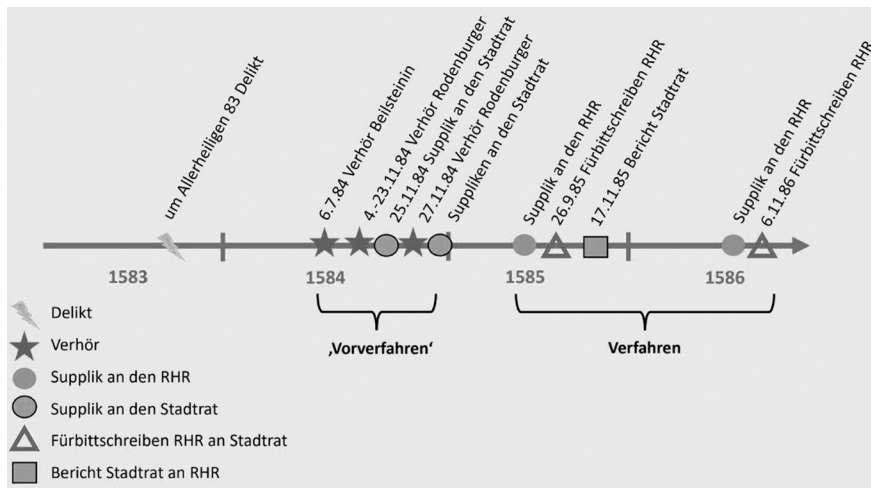 um Allerheiligen 83 Delikt
6.7.84 Verhör Beilsteinin
4.-23.11.84 Verhör Rodenburger
25.11.84 Supplik an den Stadtrat
27.11.84 Verhör Rodenburger
Suppliken an den Stadtrat
Supplik an den RHR
26.9.85 Fürbittschreiben RHR
17.11.85 Bericht Stadtrat
Supplik an den RHR
6.11.86 Fürbittschreiben RHR
1583
1584
1585
1586
‚Vorverfahren‘
Verfahren
Delikt
Verhör
Supplik an den RHR
Supplik an den Stadtrat
Fürbittschreiben RHR an Stadtrat
Bericht Stadtrat an RHR